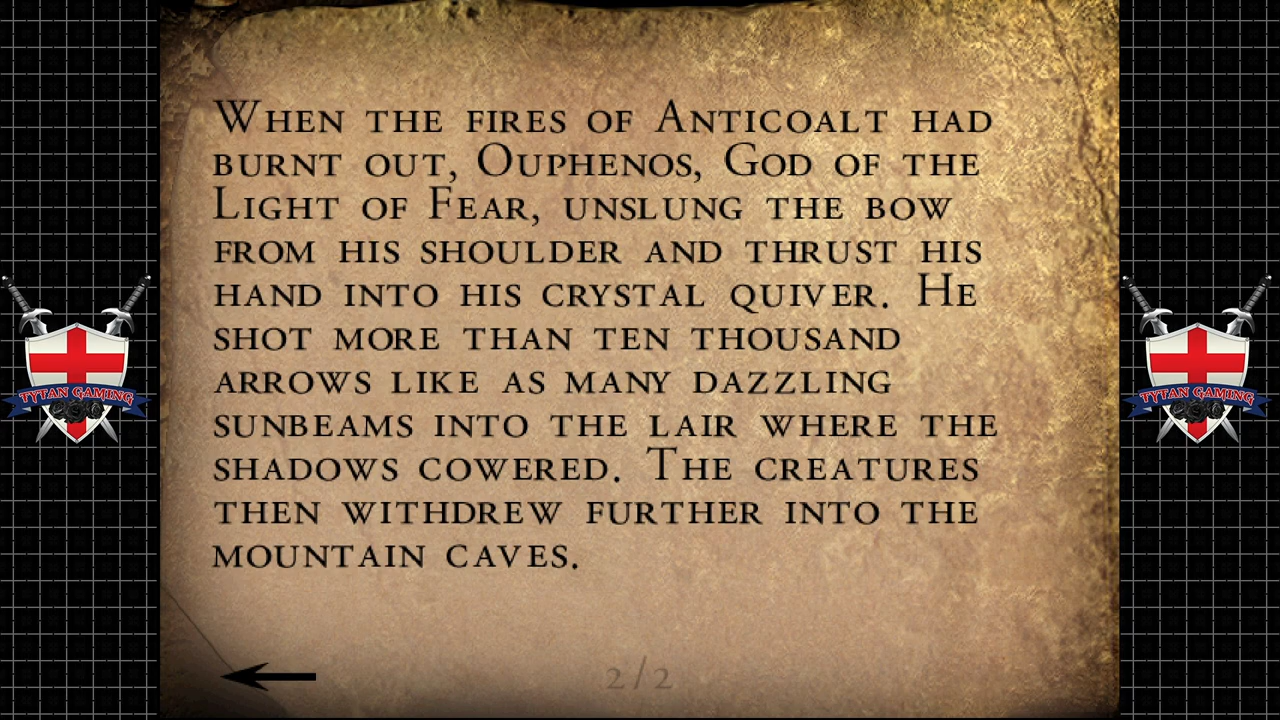 When the fires of Anticoalt had
burnt out, Ouphenos, God of the
Light of Fear, unslung the bow
from his shoulder and thrust his
hand into his crystal quiver. He
shot more than ten thousand
arrows like as many dazzling
sunbeams into the lair where the
shadows cowered. The creatures
then withdrew further into the
mountain caves.
TYTAN GAMING
TYTAN GAMING
2/2